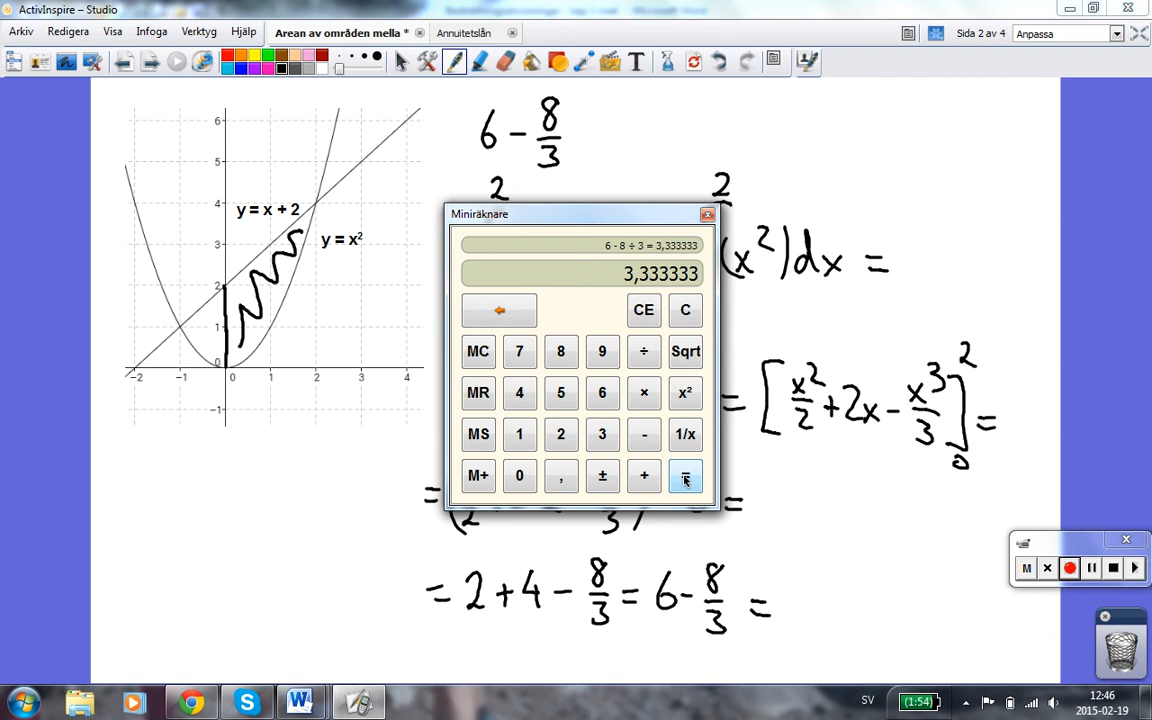 ActivInspire – Studio
Arkiv Redigera Visa Infoga Verktyg Hjälp
Arean av områden mella *
Annuitetslån
Sida 2 av 4
Anpassa
6
5
4
3
2
1
0
-1
-2 -1 0 1 2 3 4
y = x + 2
y = x²
6 - 8/3
2 2
(x²)dx =
Miniräknare
6 - 8 ÷ 3 = 3,333333
3,333333
CE C
MC 7 8 9 ÷ Sqrt
MR 4 5 6 × x²
MS 1 2 3 - 1/x
M+ 0 , ± + =
= [x²/2 + 2x - x³/3]²₀ =
= (2 3) =
= 2 + 4 - 8/3 = 6 - 8/3 =
M
SV
(1:54)
12:46
2015-02-19